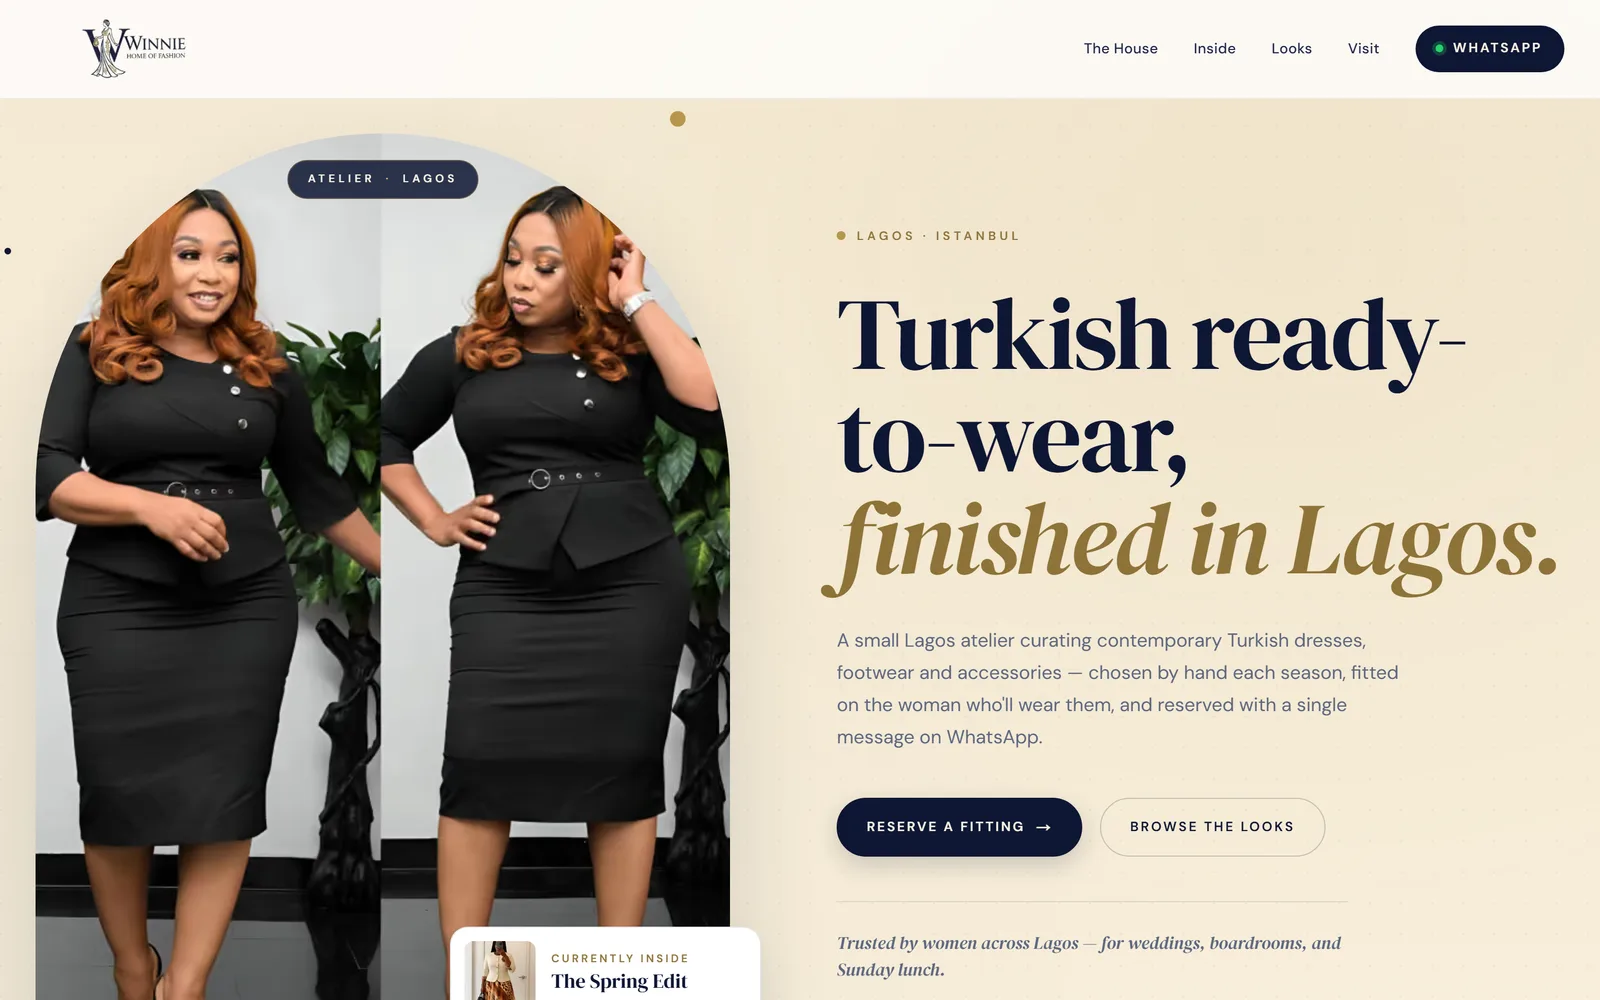 WINNIE
HOME OF FASHION
The House
Inside
Looks
Visit
WHATSAPP
ATELIER · LAGOS
LAGOS · ISTANBUL
Turkish ready-
to-wear,
finished in Lagos.
A small Lagos atelier curating contemporary Turkish dresses,
footwear and accessories — chosen by hand each season, fitted
on the woman who'll wear them, and reserved with a single
message on WhatsApp.
RESERVE A FITTING →
BROWSE THE LOOKS
Trusted by women across Lagos — for weddings, boardrooms, and
Sunday lunch.
CURRENTLY INSIDE
The Spring Edit